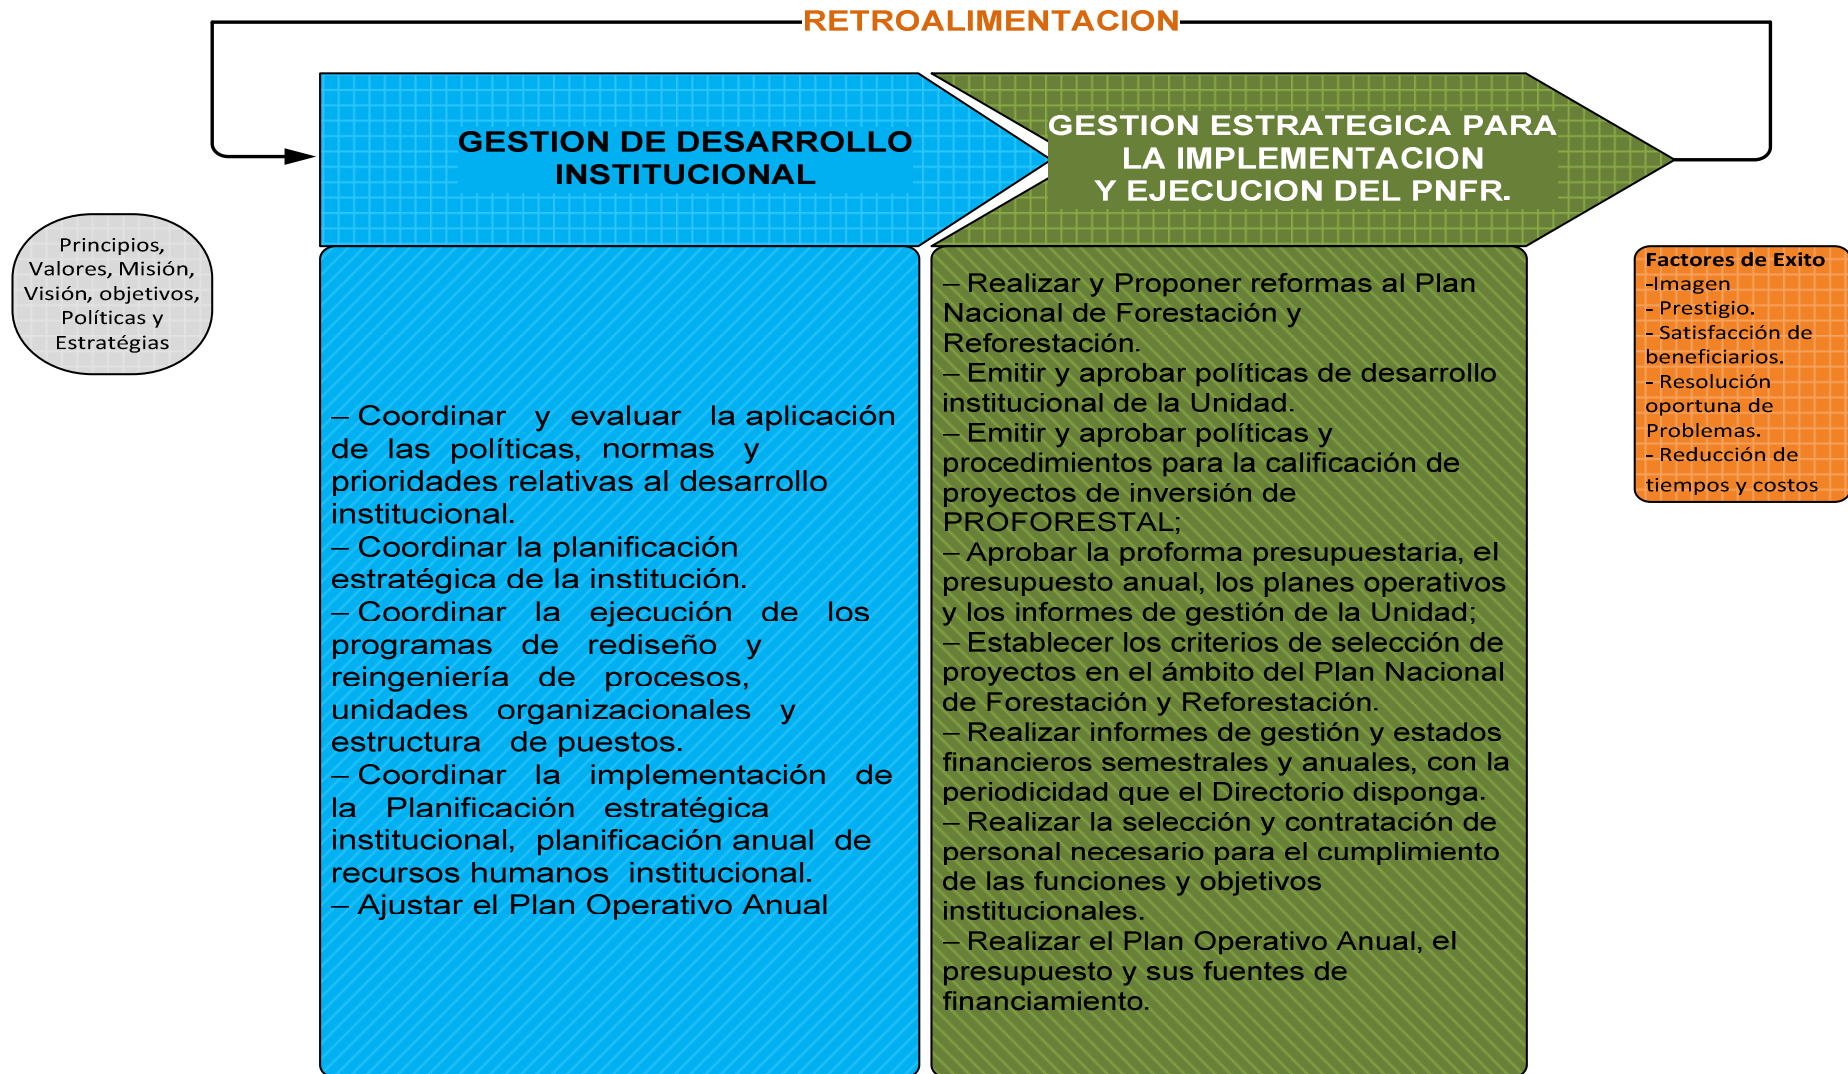 RETROALIMENTACION
GESTION DE DESARROLLO
INSTITUCIONAL
GESTION ESTRATEGICA PARA
LA IMPLEMENTACION
Y EJECUCION DEL PNFR.
Principios,
Valores, Misión,
Visión, objetivos,
Políticas y
Estratégias
– Coordinar y evaluar la aplicación
de las políticas, normas y
prioridades relativas al desarrollo
institucional.
– Coordinar la planificación
estratégica de la institución.
– Coordinar la ejecución de los
programas de rediseño y
reingeniería de procesos,
unidades organizacionales y
estructura de puestos.
– Coordinar la implementación de
la Planificación estratégica
institucional, planificación anual de
recursos humanos institucional.
– Ajustar el Plan Operativo Anual
– Realizar y Proponer reformas al Plan
Nacional de Forestación y
Reforestación.
– Emitir y aprobar políticas de desarrollo
institucional de la Unidad.
– Emitir y aprobar políticas y
procedimientos para la calificación de
proyectos de inversión de
PROFORESTAL;
– Aprobar la proforma presupuestaria, el
presupuesto anual, los planes operativos
y los informes de gestión de la Unidad;
– Establecer los criterios de selección de
proyectos en el ámbito del Plan Nacional
de Forestación y Reforestación.
– Realizar informes de gestión y estados
financieros semestrales y anuales, con la
periodicidad que el Directorio disponga.
– Realizar la selección y contratación de
personal necesario para el cumplimiento
de las funciones y objetivos
institucionales.
– Realizar el Plan Operativo Anual, el
presupuesto y sus fuentes de
financiamiento.
Factores de Exito
-Imagen
- Prestigio.
- Satisfacción de
beneficiarios.
- Resolución
oportuna de
Problemas.
- Reducción de
tiempos y costos